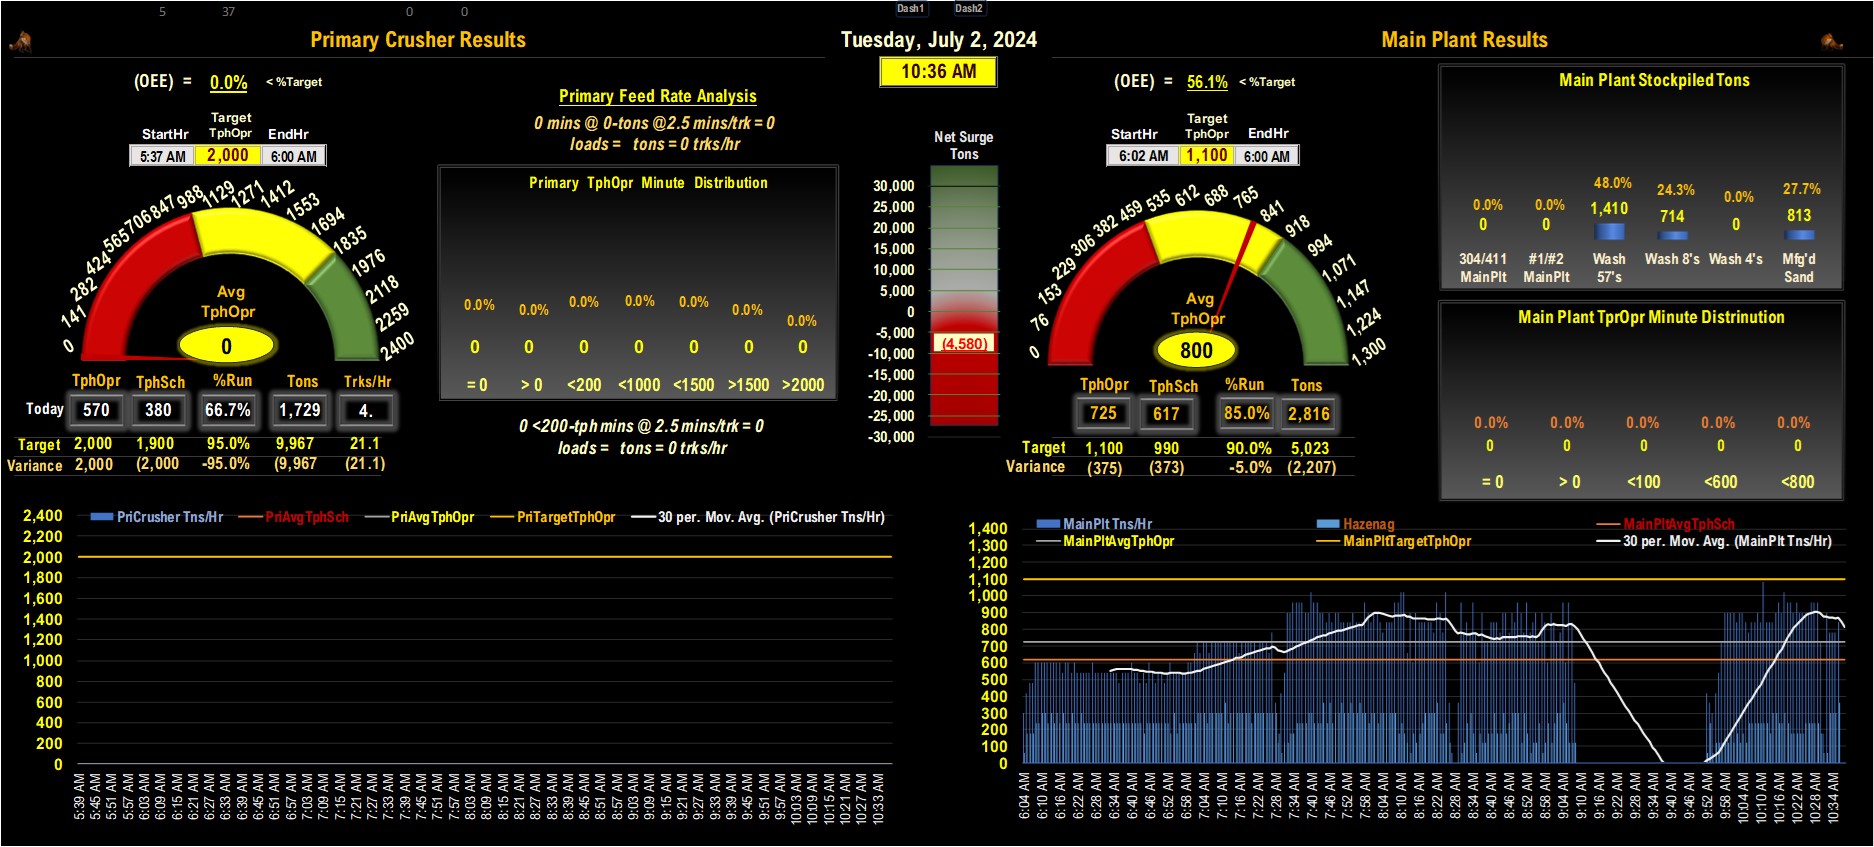 5 37 0 0 Dash1 Dash2
Primary Crusher Results
Tuesday, July 2, 2024
Main Plant Results
10:36 AM
(OEE) = 0.0% < %Target
Target
StartHr TphOpr EndHr
5:37 AM 2,000 6:00 AM
0 141 282 424 565 706 847 988 1129 1271 1412 1553 1694 1835 1976 2118 2259 2400
Avg
TphOpr
0
TphOpr TphSch %Run Tons Trks/Hr
Today 570 380 66.7% 1,729 4.
Target 2,000 1,900 95.0% 9,967 21.1
Variance 2,000 (2,000 -95.0% (9,967 (21.1)
Primary Feed Rate Analysis
0 mins @ 0-tons @2.5 mins/trk = 0
loads = tons = 0 trks/hr
Primary TphOpr Minute Distribution
0.0% 0.0% 0.0% 0.0% 0.0% 0.0% 0.0%
0 0 0 0 0 0 0
= 0 > 0 <200 <1000 <1500 >1500 >2000
0 <200-tph mins @ 2.5 mins/trk = 0
loads = tons = 0 trks/hr
Net Surge
Tons
30,000
25,000
20,000
15,000
10,000
5,000
0
-5,000
(4,580)
-10,000
-15,000
-20,000
-25,000
-30,000
(OEE) = 56.1% < %Target
Target
StartHr TphOpr EndHr
6:02 AM 1,100 6:00 AM
0 76 153 229 306 382 459 535 612 688 765 841 918 994 1,071 1,147 1,224 1,300
Avg
TphOpr
800
TphOpr TphSch %Run Tons
725 617 85.0% 2,816
Target 1,100 990 90.0% 5,023
Variance (375) (373) -5.0% (2,207)
Main Plant Stockpiled Tons
0.0% 0.0% 48.0% 24.3% 0.0% 27.7%
0 0 1,410 714 0 813
304/411 #1/#2 Wash Wash 8's Wash 4's Mfg'd
MainPlt MainPlt 57's Sand
Main Plant TprOpr Minute Distrinution
0.0% 0.0% 0.0% 0.0% 0.0%
0 0 0 0 0
= 0 > 0 <100 <600 <800
PriCrusher Tns/Hr PriAvgTphSch PriAvgTphOpr PriTargetTphOpr 30 per. Mov. Avg. (PriCrusher Tns/Hr)
2,400
2,200
2,000
1,800
1,600
1,400
1,200
1,000
800
600
400
200
0
5:39 AM 5:45 AM 5:51 AM 5:57 AM 6:03 AM 6:09 AM 6:15 AM 6:21 AM 6:27 AM 6:33 AM 6:39 AM 6:45 AM 6:51 AM 6:57 AM 7:03 AM 7:09 AM 7:15 AM 7:21 AM 7:27 AM 7:33 AM 7:39 AM 7:45 AM 7:51 AM 7:57 AM 8:03 AM 8:09 AM 8:15 AM 8:21 AM 8:27 AM 8:33 AM 8:39 AM 8:45 AM 8:51 AM 8:57 AM 9:03 AM 9:09 AM 9:15 AM 9:21 AM 9:27 AM 9:33 AM 9:39 AM 9:45 AM 9:51 AM 9:57 AM 10:03 AM 10:09 AM 10:15 AM 10:21 AM 10:27 AM 10:33 AM
MainPlt Tns/Hr Hazenag MainPltAvgTphSch
MainPltAvgTphOpr MainPltTargetTphOpr 30 per. Mov. Avg. (MainPlt Tns/Hr)
1,400
1,300
1,200
1,100
1,000
900
800
700
600
500
400
300
200
100
0
6:04 AM 6:10 AM 6:22 AM 6:28 AM 6:34 AM 6:40 AM 6:46 AM 6:52 AM 6:58 AM 7:04 AM 7:10 AM 7:16 AM 7:22 AM 7:28 AM 7:34 AM 7:40 AM 7:46 AM 7:52 AM 7:58 AM 8:04 AM 8:10 AM 8:16 AM 8:22 AM 8:28 AM 8:34 AM 8:40 AM 8:46 AM 8:52 AM 8:58 AM 9:04 AM 9:10 AM 9:16 AM 9:22 AM 9:28 AM 9:34 AM 9:40 AM 9:46 AM 9:52 AM 9:58 AM 10:04 AM 10:10 AM 10:16 AM 10:22 AM 10:28 AM 10:34 AM